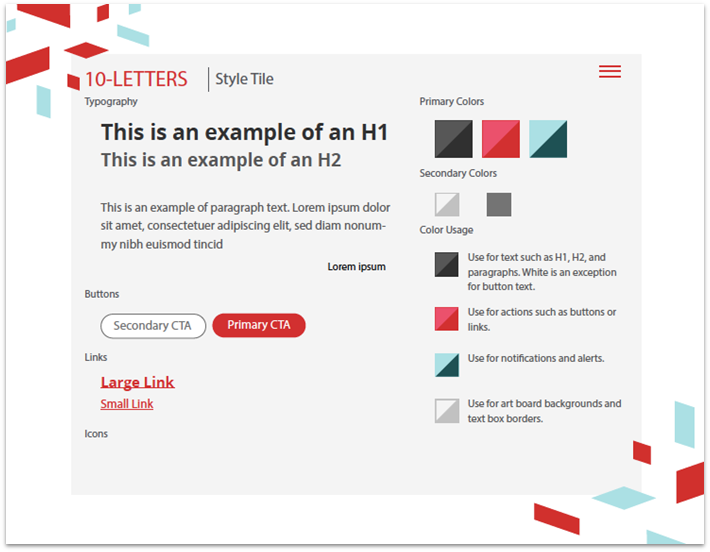 10-LETTERS
Style Tile
Typography
This is an example of an H1
This is an example of an H2
This is an example of paragraph text. Lorem ipsum dolor
sit amet, consectetuer adipiscing elit, sed diam nonum-
my nibh euismod tincid
Lorem ipsum
Buttons
Secondary CTA
Primary CTA
Links
Large Link
Small Link
Icons
Primary Colors
Secondary Colors
Color Usage
Use for text such as H1, H2, and
paragraphs. White is an exception
for button text.
Use for actions such as buttons or
links.
Use for notifications and alerts.
Use for art board backgrounds and
text box borders.